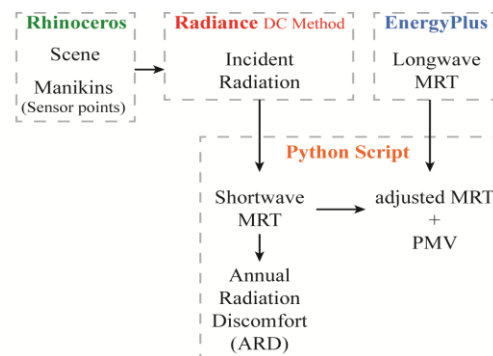 Rhinoceros
Scene
Manikins
(Sensor points)
Radiance DC Method
Incident
Radiation
EnergyPlus
Longwave
MRT
Python Script
Shortwave
MRT
adjusted MRT
+
PMV
Annual
Radiation
Discomfort
(ARD)